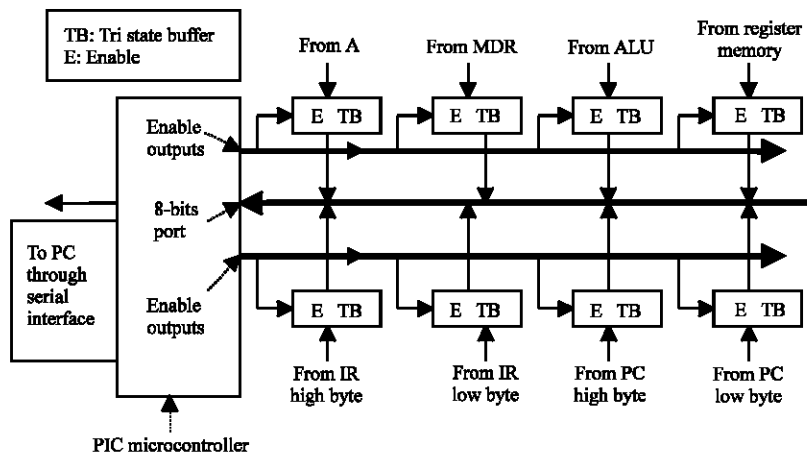 TB: Tri state buffer
E: Enable
From A
From MDR
From ALU
From register
memory
E TB
E TB
E TB
E TB
Enable
outputs
8-bits
port
To PC
through
serial
interface
Enable
outputs
E TB
E TB
E TB
E TB
From IR
high byte
From IR
low byte
From PC
high byte
From PC
low byte
PIC microcontroller